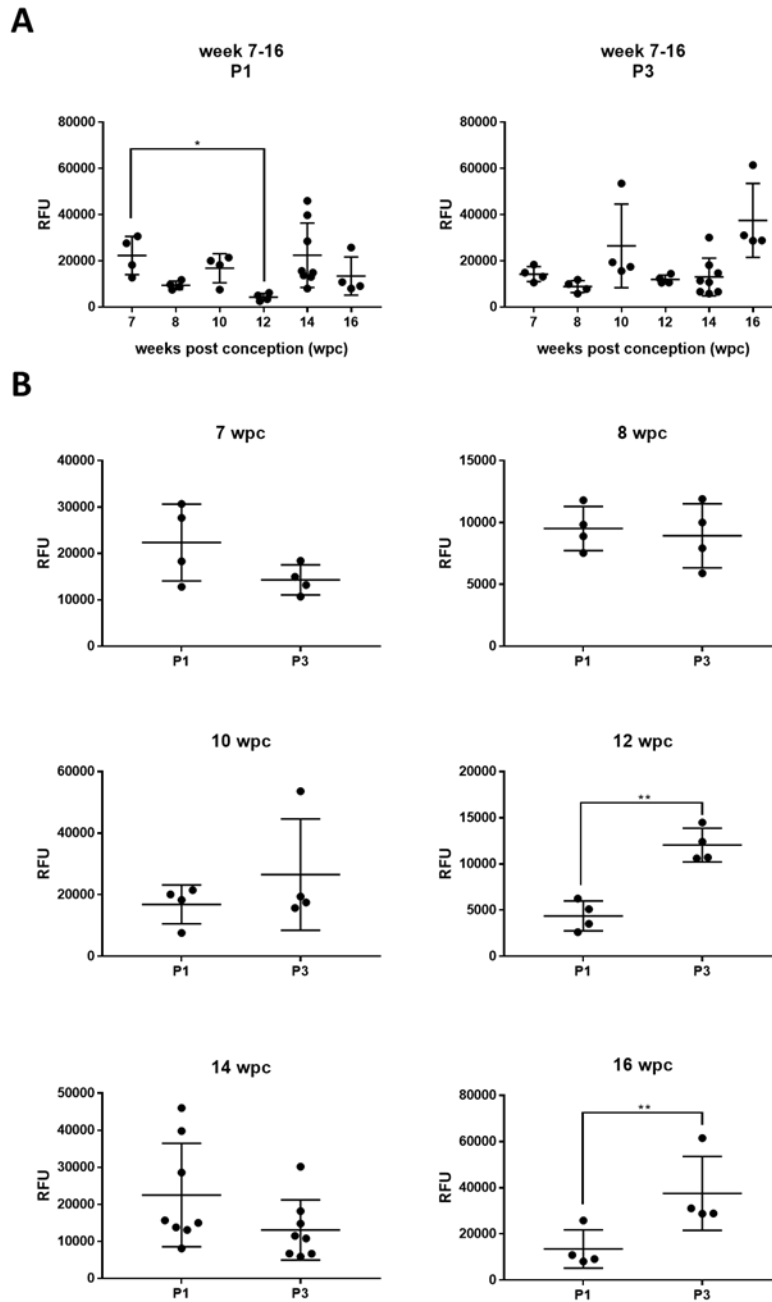 A
week 7-16
P1
week 7-16
P3
80000
60000
40000
20000
0
RFU
*
7 8 10 12 14 16
weeks post conception (wpc)
80000
60000
40000
20000
0
RFU
7 8 10 12 14 16
weeks post conception (wpc)
B
7 wpc
40000
30000
20000
10000
0
RFU
P1 P3
8 wpc
15000
10000
5000
0
RFU
P1 P3
10 wpc
60000
40000
20000
0
RFU
P1 P3
12 wpc
20000
15000
10000
5000
0
RFU
**
P1 P3
14 wpc
50000
40000
30000
20000
10000
0
RFU
P1 P3
16 wpc
80000
60000
40000
20000
0
RFU
**
P1 P3